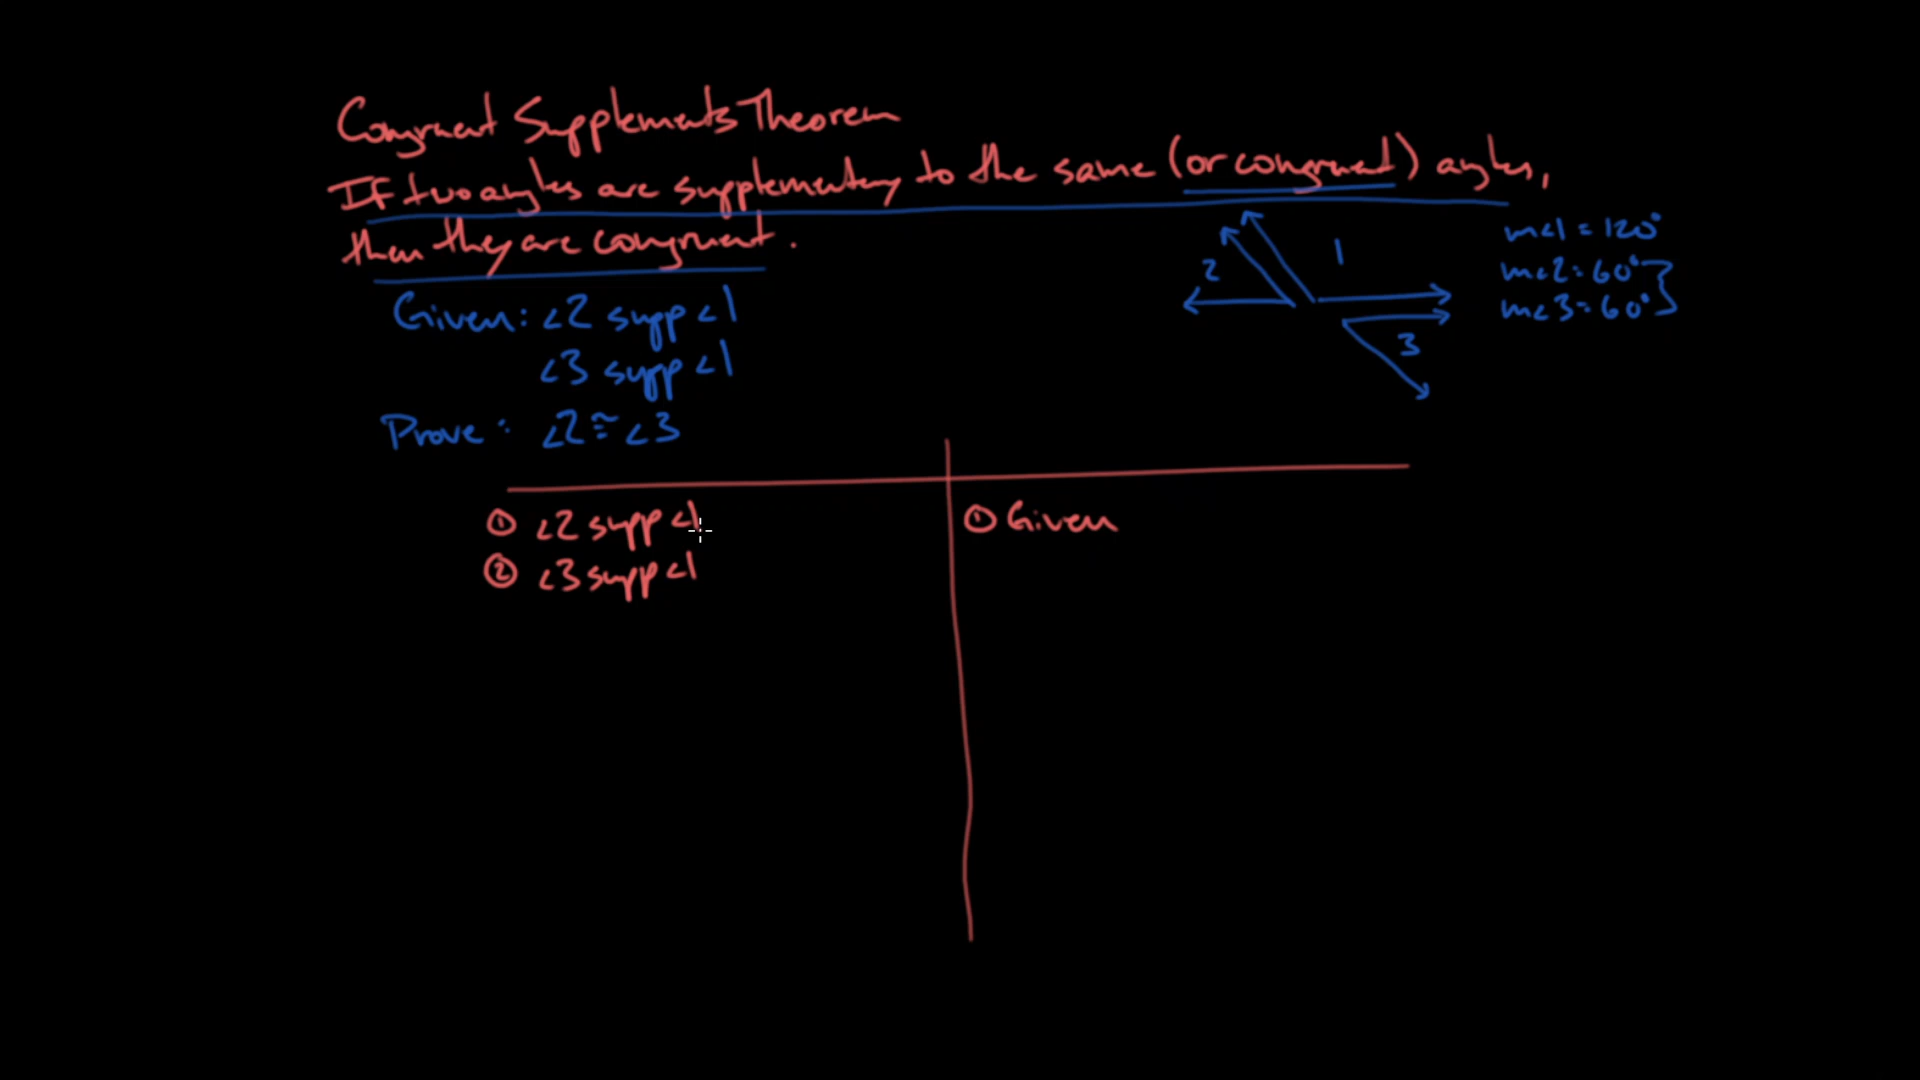 Congruent Supplements Theorem
If two angles are supplementary to the same (or congruent) angles,
then they are congruent.
Given: ∠2 supp ∠1
∠3 supp ∠1
Prove: ∠2 ≅ ∠3
2
1
3
m∠1 = 120°
m∠2 = 60°
m∠3 = 60°
① ∠2 supp ∠1
② ∠3 supp ∠1
① Given